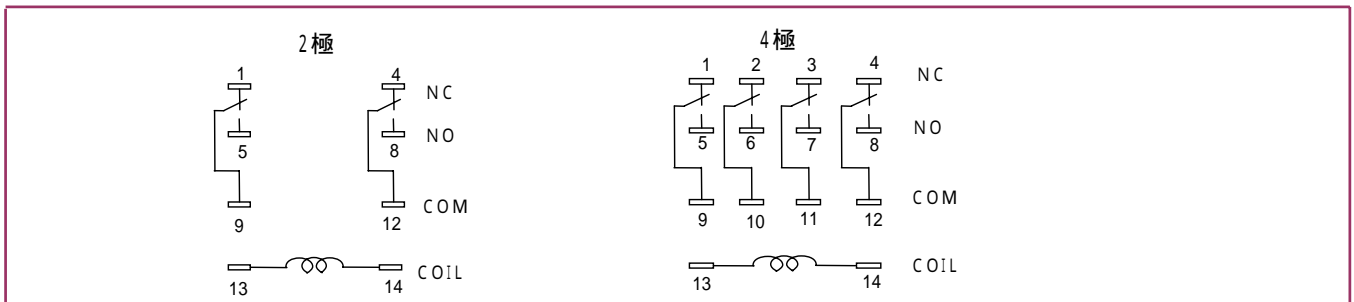 2極
1 4 NC
5 8 NO
9 12 COM
13 14 COIL
4極
1 2 3 4 NC
5 6 7 8 NO
9 10 11 12 COM
13 14 COIL